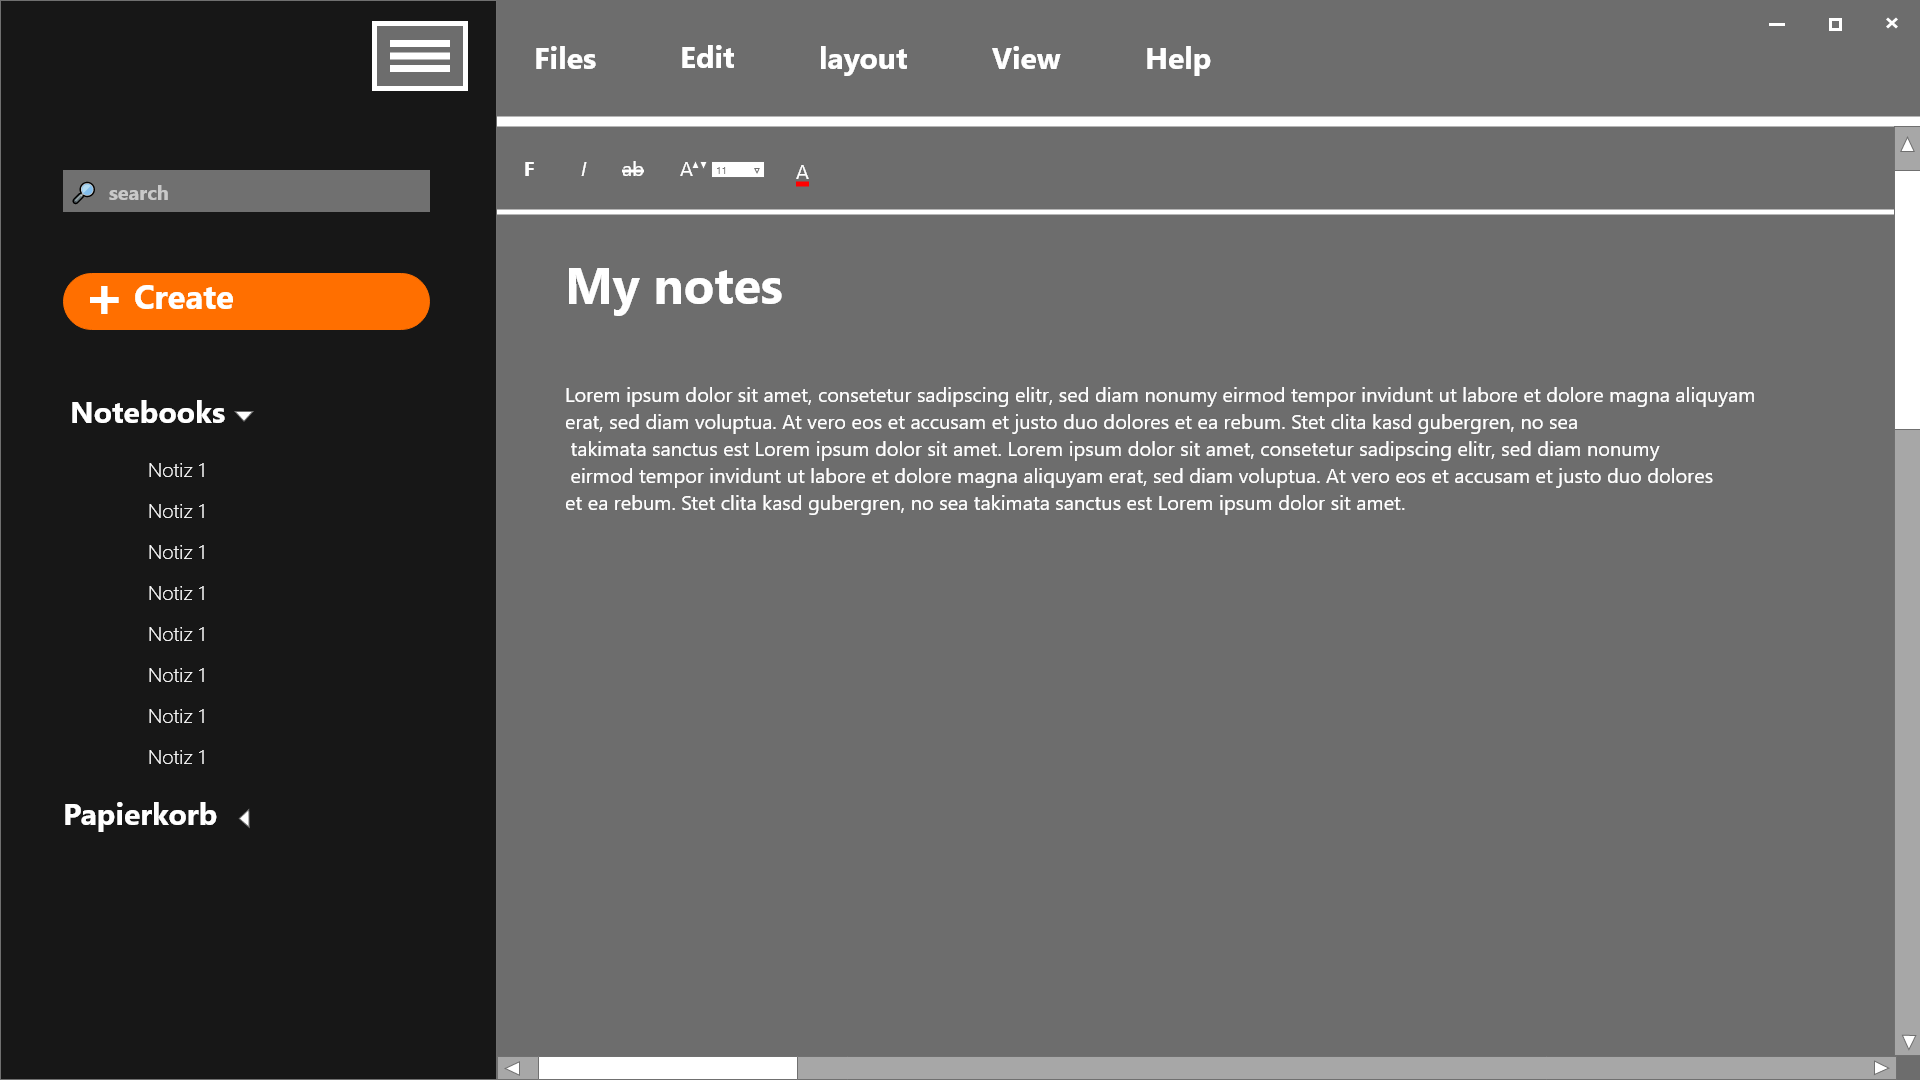 Files Edit layout View Help
search
F I ab A 11 A
Create
My notes
Lorem ipsum dolor sit amet, consetetur sadipscing elitr, sed diam nonumy eirmod tempor invidunt ut labore et dolore magna aliquyam
erat, sed diam voluptua. At vero eos et accusam et justo duo dolores et ea rebum. Stet clita kasd gubergren, no sea
takimata sanctus est Lorem ipsum dolor sit amet. Lorem ipsum dolor sit amet, consetetur sadipscing elitr, sed diam nonumy
eirmod tempor invidunt ut labore et dolore magna aliquyam erat, sed diam voluptua. At vero eos et accusam et justo duo dolores
et ea rebum. Stet clita kasd gubergren, no sea takimata sanctus est Lorem ipsum dolor sit amet.
Notebooks
Notiz 1
Notiz 1
Notiz 1
Notiz 1
Notiz 1
Notiz 1
Notiz 1
Notiz 1
Papierkorb